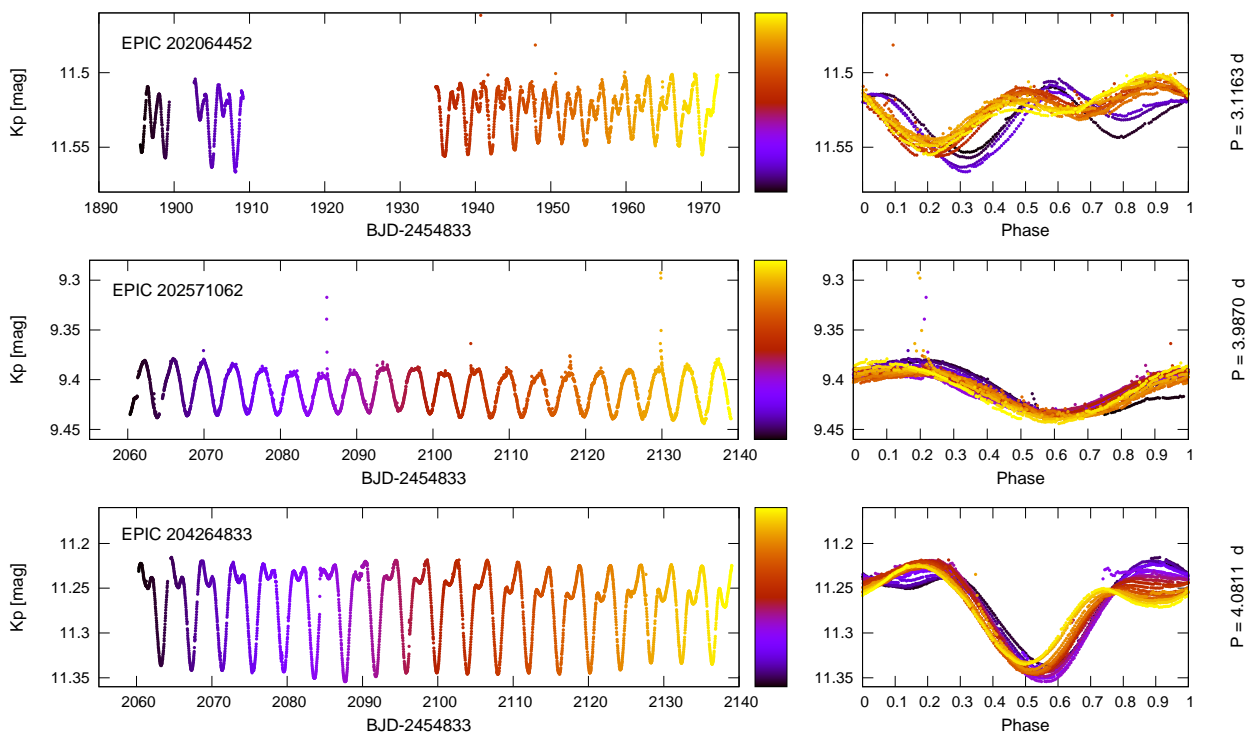 EPIC 202064452
Kp [mag]
11.5
11.55
1890 1900 1910 1920 1930 1940 1950 1960 1970
BJD-2454833
11.5
11.55
0.1 0.2 0.3 0.4 0.5 0.6 0.7 0.8 0.9 1
Phase
P = 3.1163 d
EPIC 202571062
Kp [mag]
9.3
9.35
9.4
9.45
2060 2070 2080 2090 2100 2110 2120 2130 2140
BJD-2454833
9.3
9.35
9.4
9.45
0 0.1 0.2 0.3 0.4 0.5 0.6 0.7 0.8 0.9 1
Phase
P = 3.9870 d
EPIC 204264833
Kp [mag]
11.2
11.25
11.3
11.35
2060 2070 2080 2090 2100 2110 2120 2130 2140
BJD-2454833
11.2
11.25
11.3
11.35
0 0.1 0.2 0.3 0.4 0.5 0.6 0.7 0.8 0.9 1
Phase
P = 4.0811 d